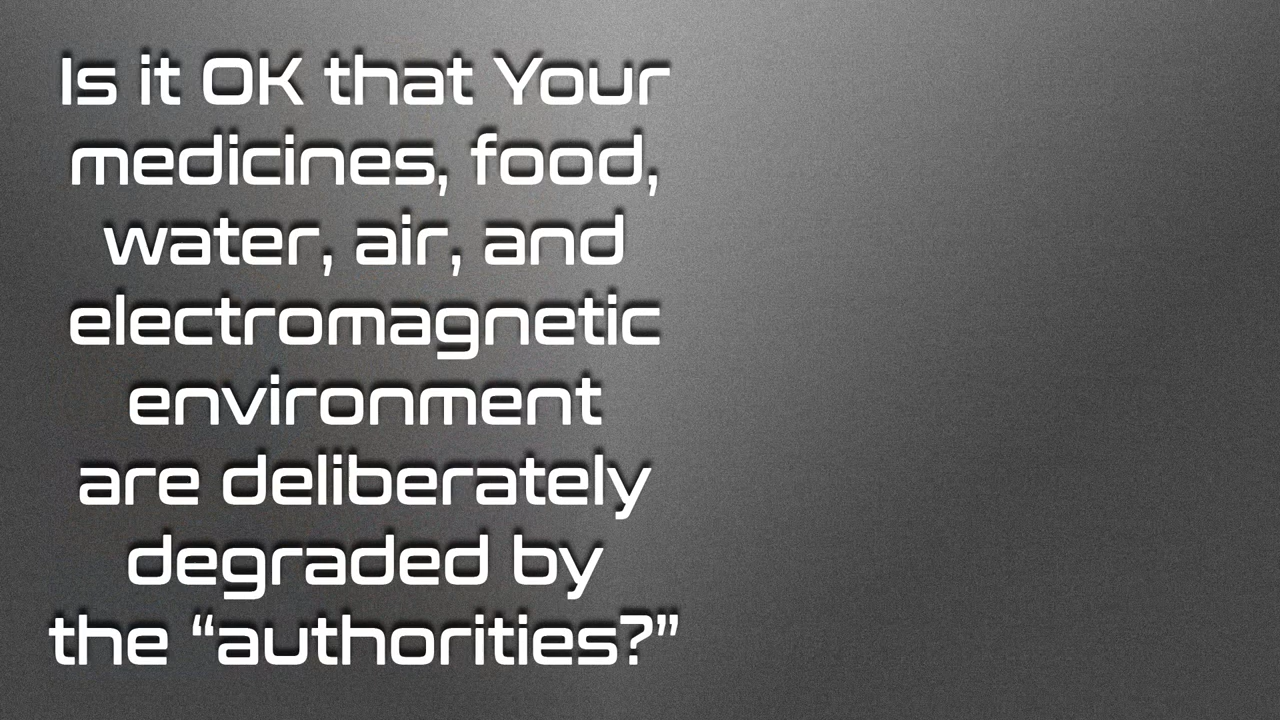 Is it OK that Your
medicines, food,
water, air, and
electromagnetic
environment
are deliberately
degraded by
the “authorities?”